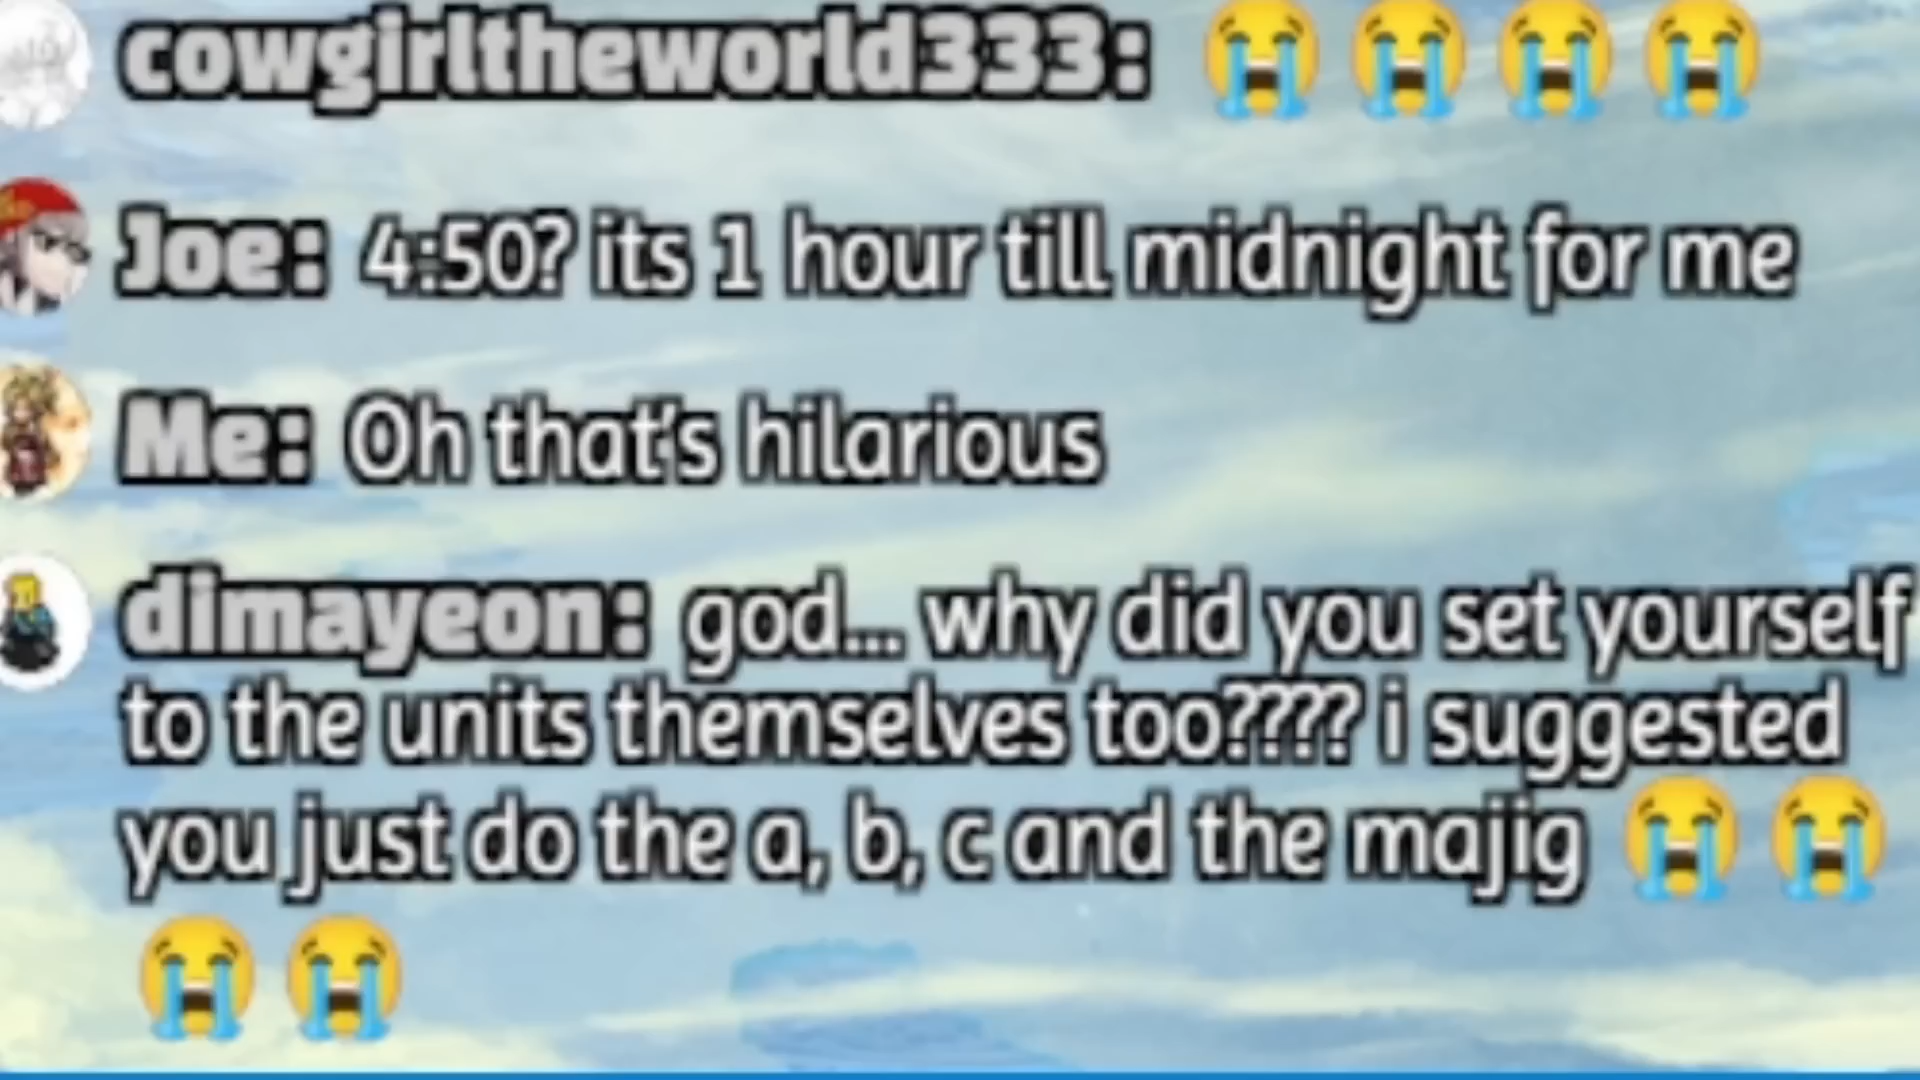 cowgirltheworld333: 😭😭😭😭
Joe: 4:50? its 1 hour till midnight for me
Me: Oh that's hilarious
dimayeon: god... why did you set yourself
to the units themselves too???? i suggested
you just do the a, b, c and the majig 😭😭
😭😭